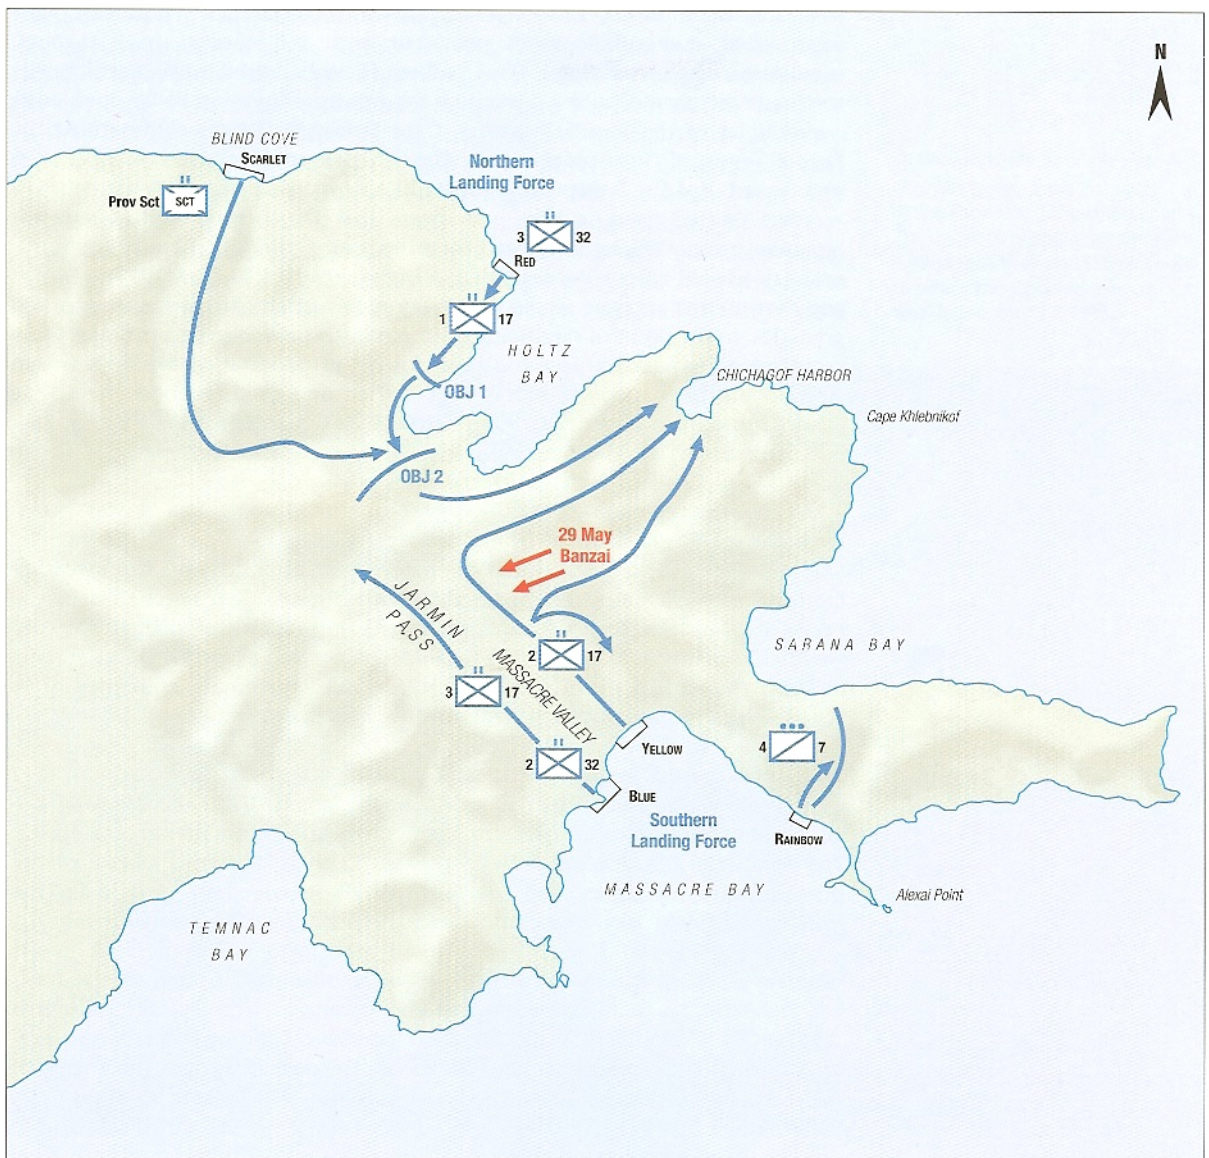 N
BLIND COVE
SCARLET
Northern
Landing Force
Prov Sct
SCT
3 32
RED
1 17
HOLTZ
BAY
OBJ 1
CHICHAGOF HARBOR
Cape Khlebnikof
OBJ 2
29 May
Banzai
JARMIN
PASS
SARANA BAY
2 17
MASSACRE VALLEY
3 17
YELLOW
4 7
2 32
BLUE
Southern
Landing Force
RAINBOW
MASSACRE BAY
Alexai Point
TEMNAC
BAY